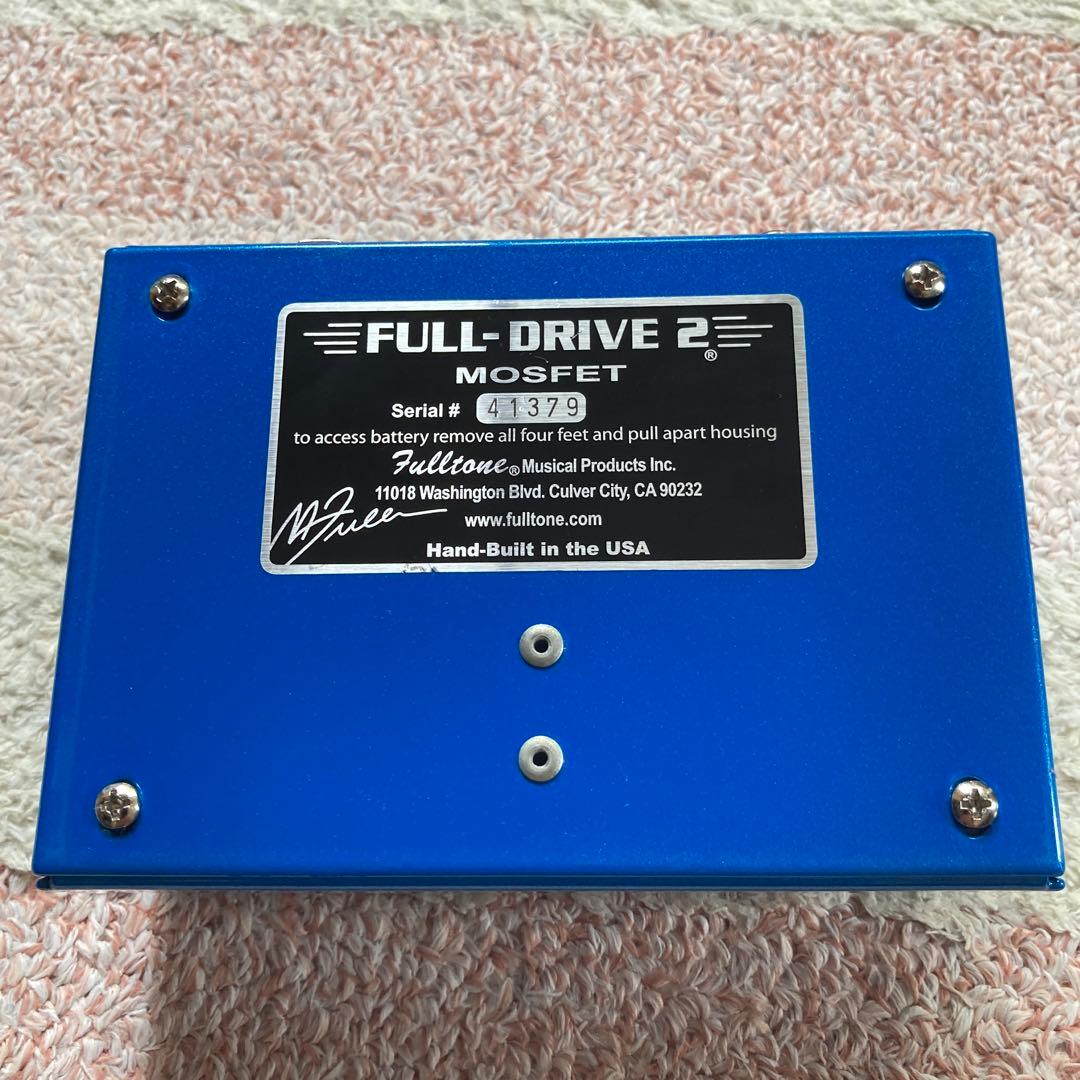 FULL-DRIVE 2®
MOSFET
Serial # 41379
to access battery remove all four feet and pull apart housing
Fulltone® Musical Products Inc.
11018 Washington Blvd. Culver City, CA 90232
M Fuller
www.fulltone.com
Hand-Built in the USA